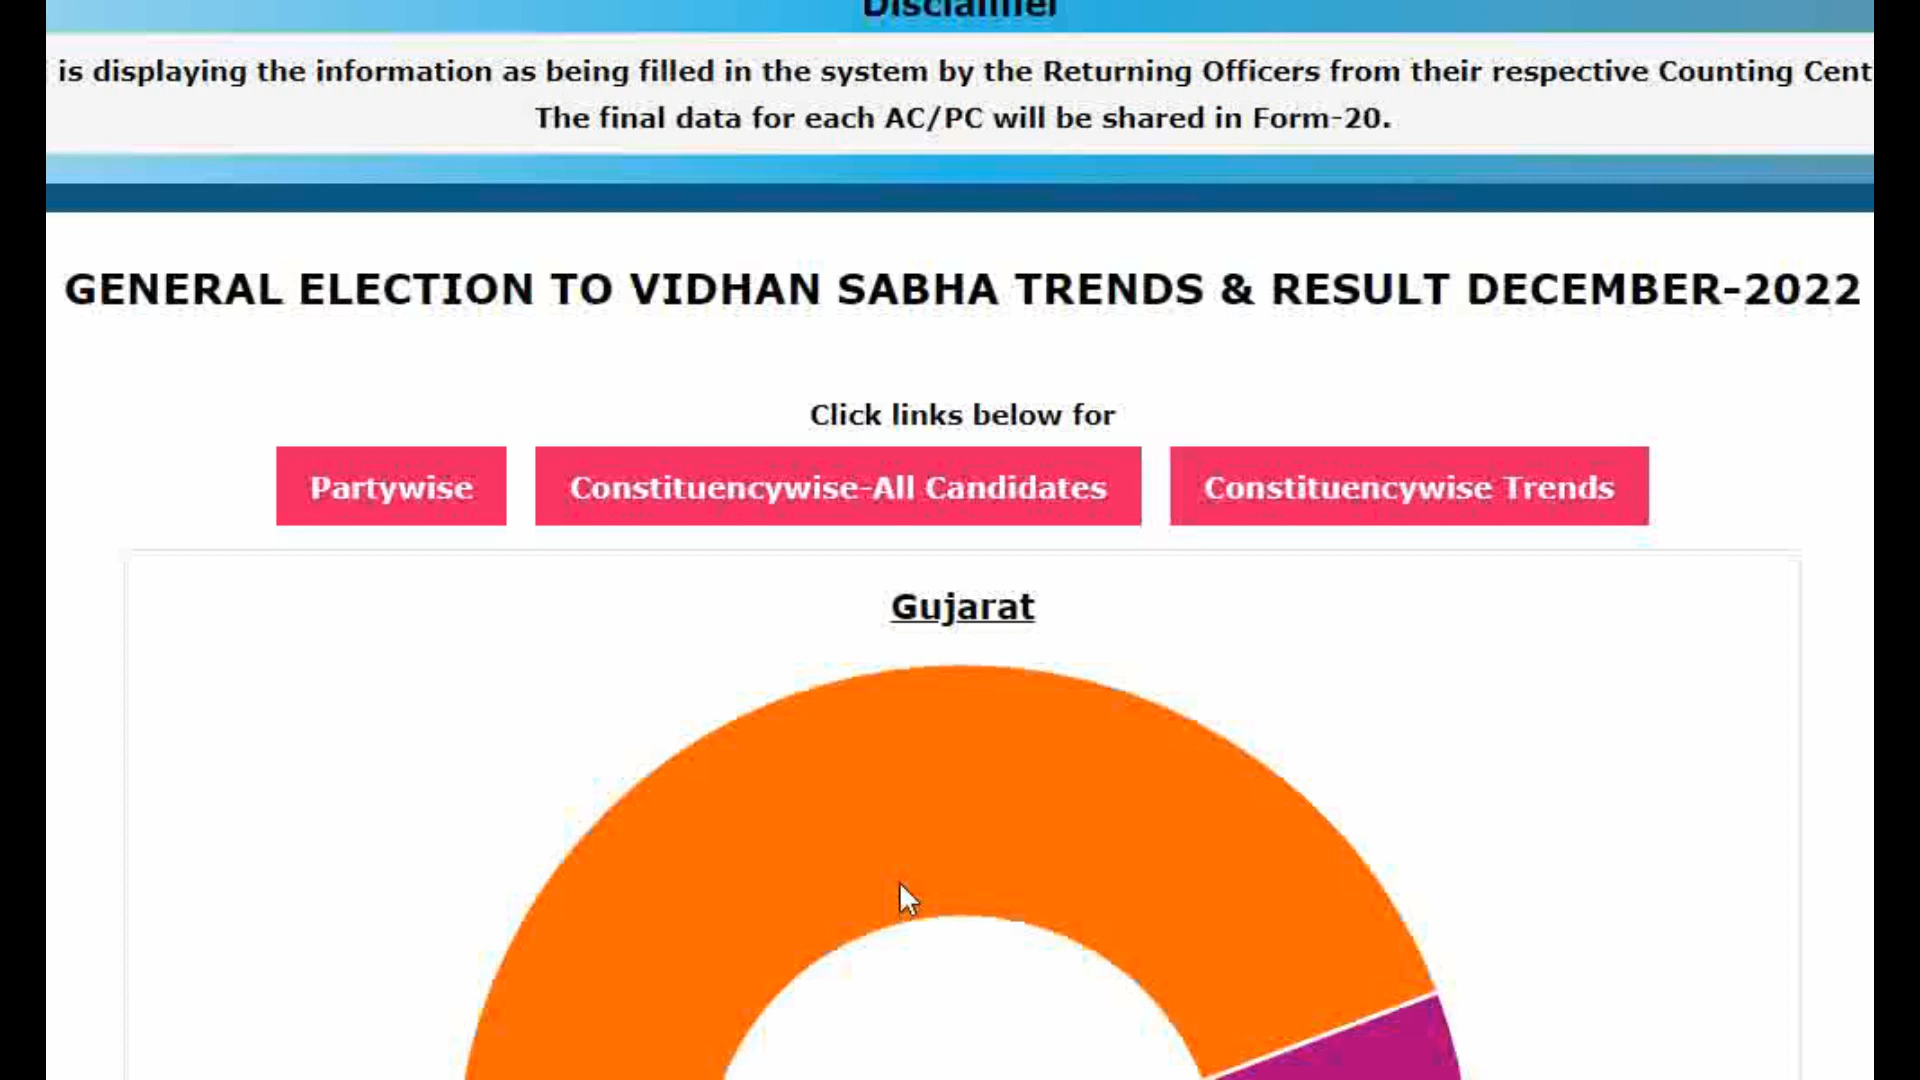 Disclaimer
is displaying the information as being filled in the system by the Returning Officers from their respective Counting Cent
The final data for each AC/PC will be shared in Form-20.
GENERAL ELECTION TO VIDHAN SABHA TRENDS & RESULT DECEMBER-2022
Click links below for
Partywise
Constituencywise-All Candidates
Constituencywise Trends
Gujarat